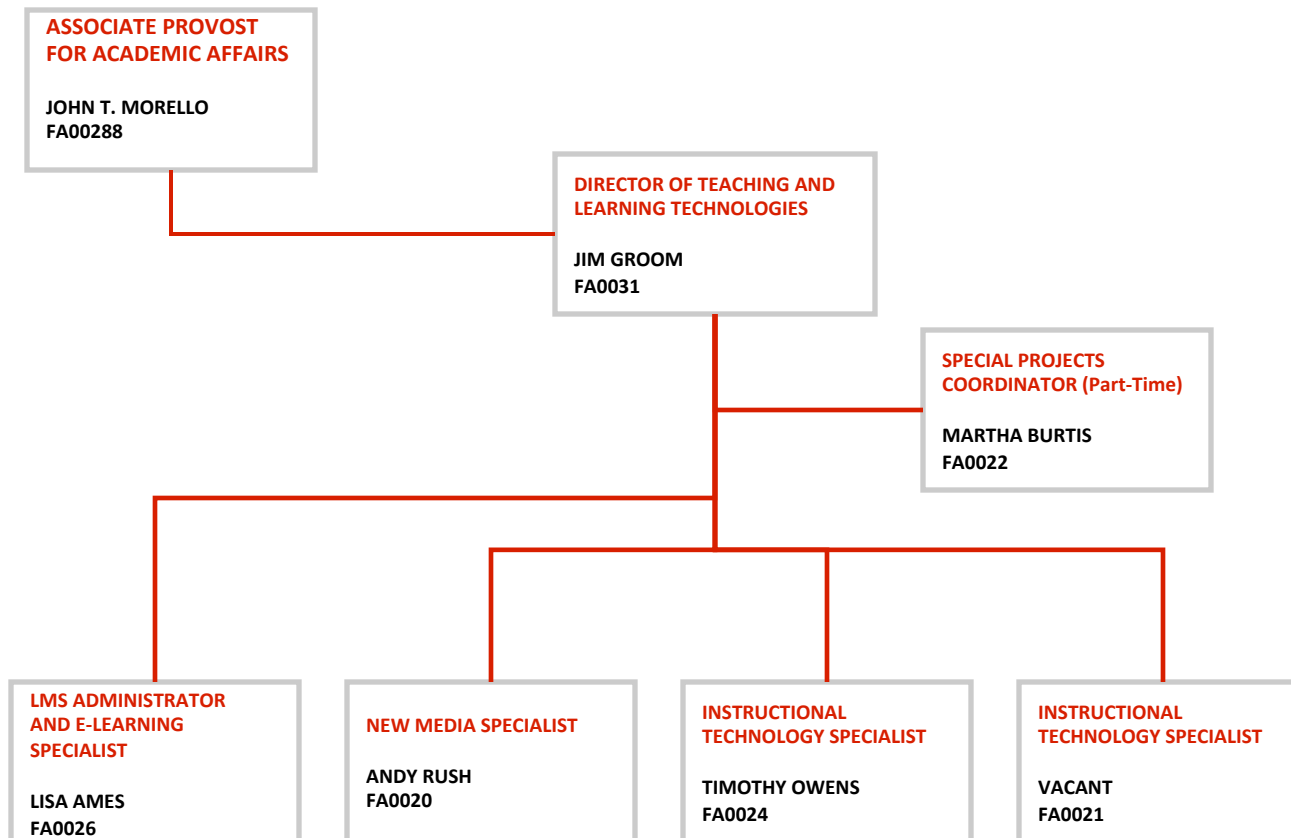 ASSOCIATE PROVOST
FOR ACADEMIC AFFAIRS
JOHN T. MORELLO
FA00288
DIRECTOR OF TEACHING AND
LEARNING TECHNOLOGIES
JIM GROOM
FA0031
SPECIAL PROJECTS
COORDINATOR (Part-Time)
MARTHA BURTIS
FA0022
LMS ADMINISTRATOR
AND E-LEARNING
SPECIALIST
LISA AMES
FA0026
NEW MEDIA SPECIALIST
ANDY RUSH
FA0020
INSTRUCTIONAL
TECHNOLOGY SPECIALIST
TIMOTHY OWENS
FA0024
INSTRUCTIONAL
TECHNOLOGY SPECIALIST
VACANT
FA0021